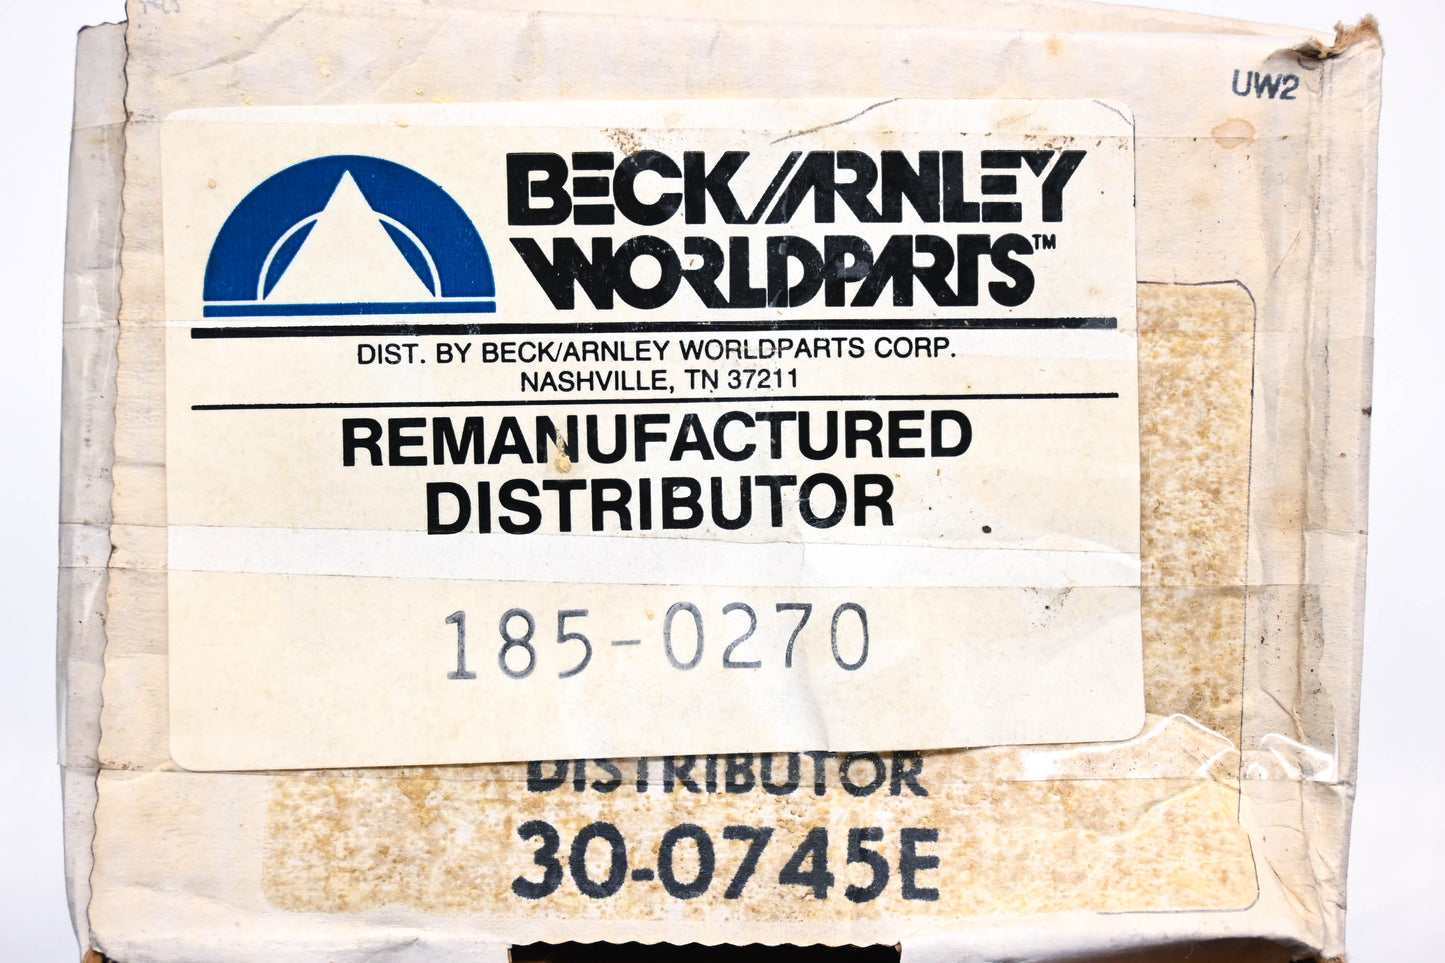 UW2
BECK/ARNLEY
WORLDPARTS™
DIST. BY BECK/ARNLEY WORLDPARTS CORP.
NASHVILLE, TN 37211
REMANUFACTURED
DISTRIBUTOR
185-0270
DISTRIBUTOR
30-0745E